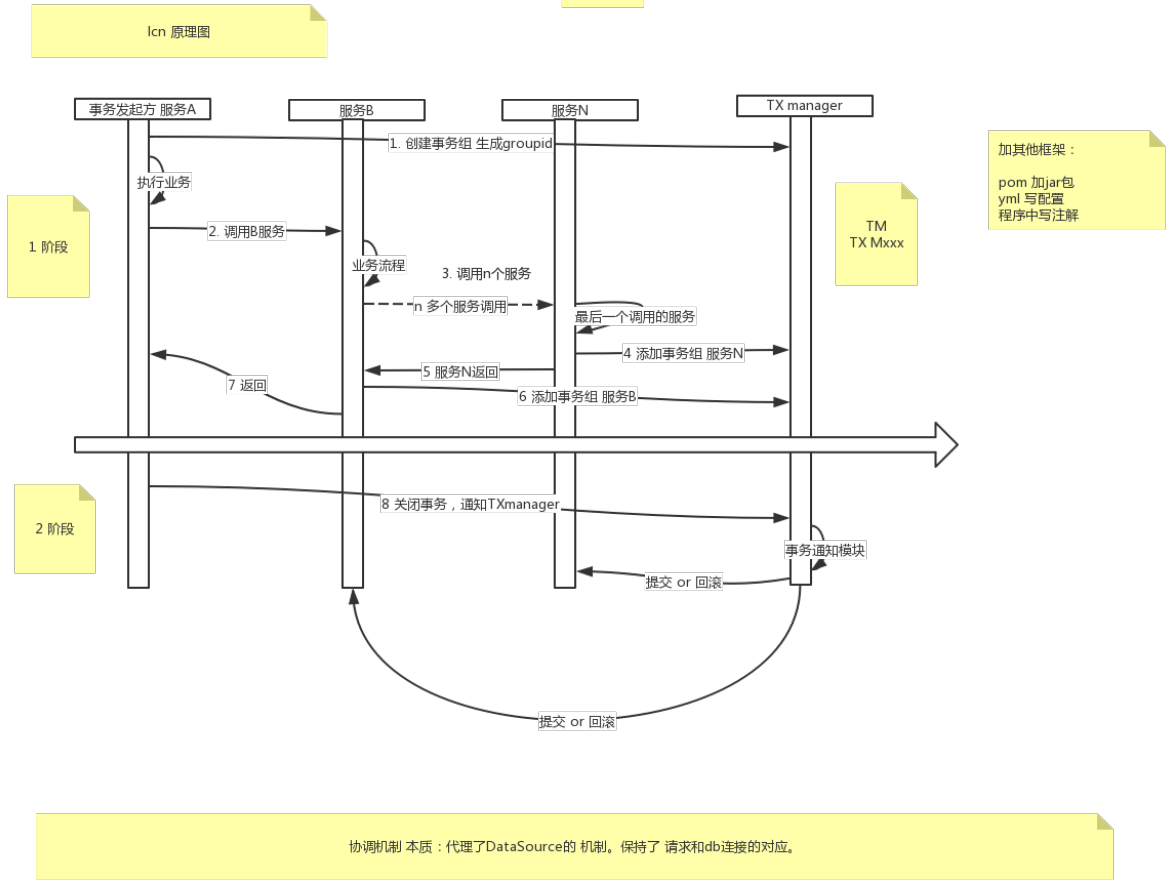 lcn 原理图
事务发起方 服务A
服务B
服务N
TX manager
1. 创建事务组 生成groupid
加其他框架：
pom 加jar包
yml 写配置
程序中写注解
执行业务
TM
TX Mxxx
1 阶段
2. 调用B服务
业务流程
3. 调用n个服务
n 多个服务调用
最后一个调用的服务
4 添加事务组 服务N
5 服务N返回
7 返回
6 添加事务组 服务B
8 关闭事务，通知TXmanager
2 阶段
事务通知模块
提交 or 回滚
提交 or 回滚
协调机制 本质：代理了DataSource的 机制。保持了 请求和db连接的对应。